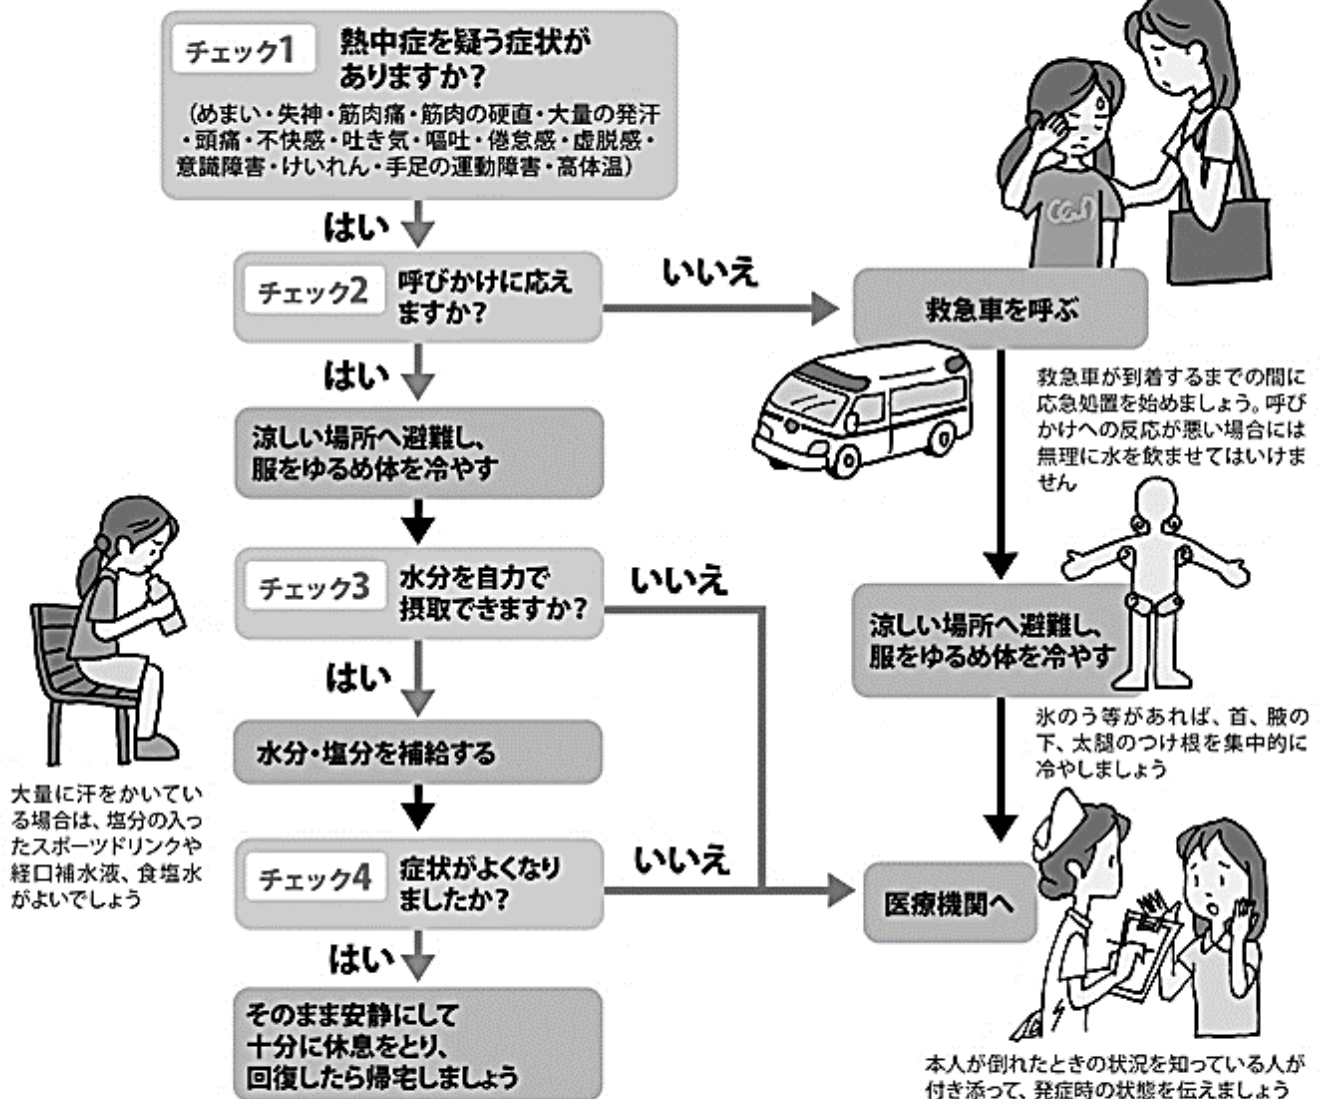 チェック1
熱中症を疑う症状が
ありますか?
(めまい・失神・筋肉痛・筋肉の硬直・大量の発汗
・頭痛・不快感・吐き気・嘔吐・倦怠感・虚脱感・
意識障害・けいれん・手足の運動障害・高体温)
はい
チェック2
呼びかけに応え
ますか?
いいえ
救急車を呼ぶ
救急車が到着するまでの間に
応急処置を始めましょう。呼び
かけへの反応が悪い場合には
無理に水を飲ませてはいけま
せん
はい
涼しい場所へ避難し、
服をゆるめ体を冷やす
チェック3
水分を自力で
摂取できますか?
いいえ
涼しい場所へ避難し、
服をゆるめ体を冷やす
氷のう等があれば、首、腋の
下、太腿のつけ根を集中的に
冷やしましょう
はい
水分・塩分を補給する
大量に汗をかいてい
る場合は、塩分の入っ
たスポーツドリンクや
経口補水液、食塩水
がよいでしょう
チェック4
症状がよくなり
ましたか?
いいえ
医療機関へ
はい
そのまま安静にして
十分に休息をとり、
回復したら帰宅しましょう
本人が倒れたときの状況を知っている人が
付き添って、発症時の状態を伝えましょう